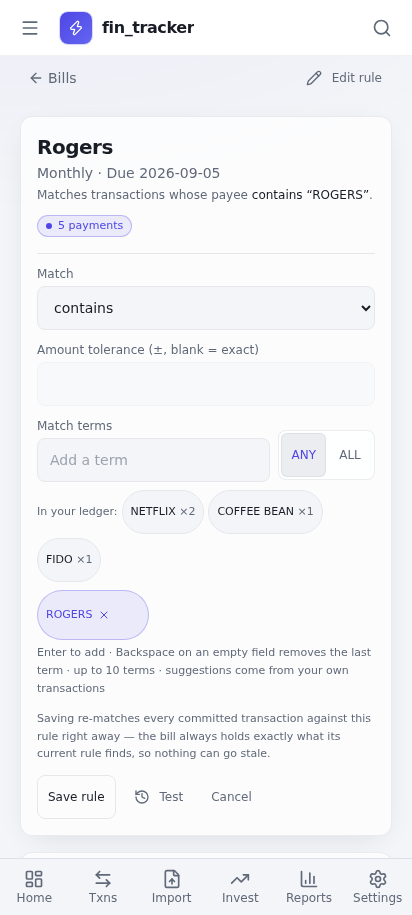 fin_tracker
Bills
Edit rule
Rogers
Monthly · Due 2026-09-05
Matches transactions whose payee contains “ROGERS”.
5 payments
Match
contains
Amount tolerance (±, blank = exact)
Match terms
Add a term
ANY
ALL
In your ledger: NETFLIX ×2 COFFEE BEAN ×1
FIDO ×1
ROGERS ×
Enter to add · Backspace on an empty field removes the last
term · up to 10 terms · suggestions come from your own
transactions
Saving re-matches every committed transaction against this
rule right away — the bill always holds exactly what its
current rule finds, so nothing can go stale.
Save rule
Test
Cancel
Home
Txns
Import
Invest
Reports
Settings